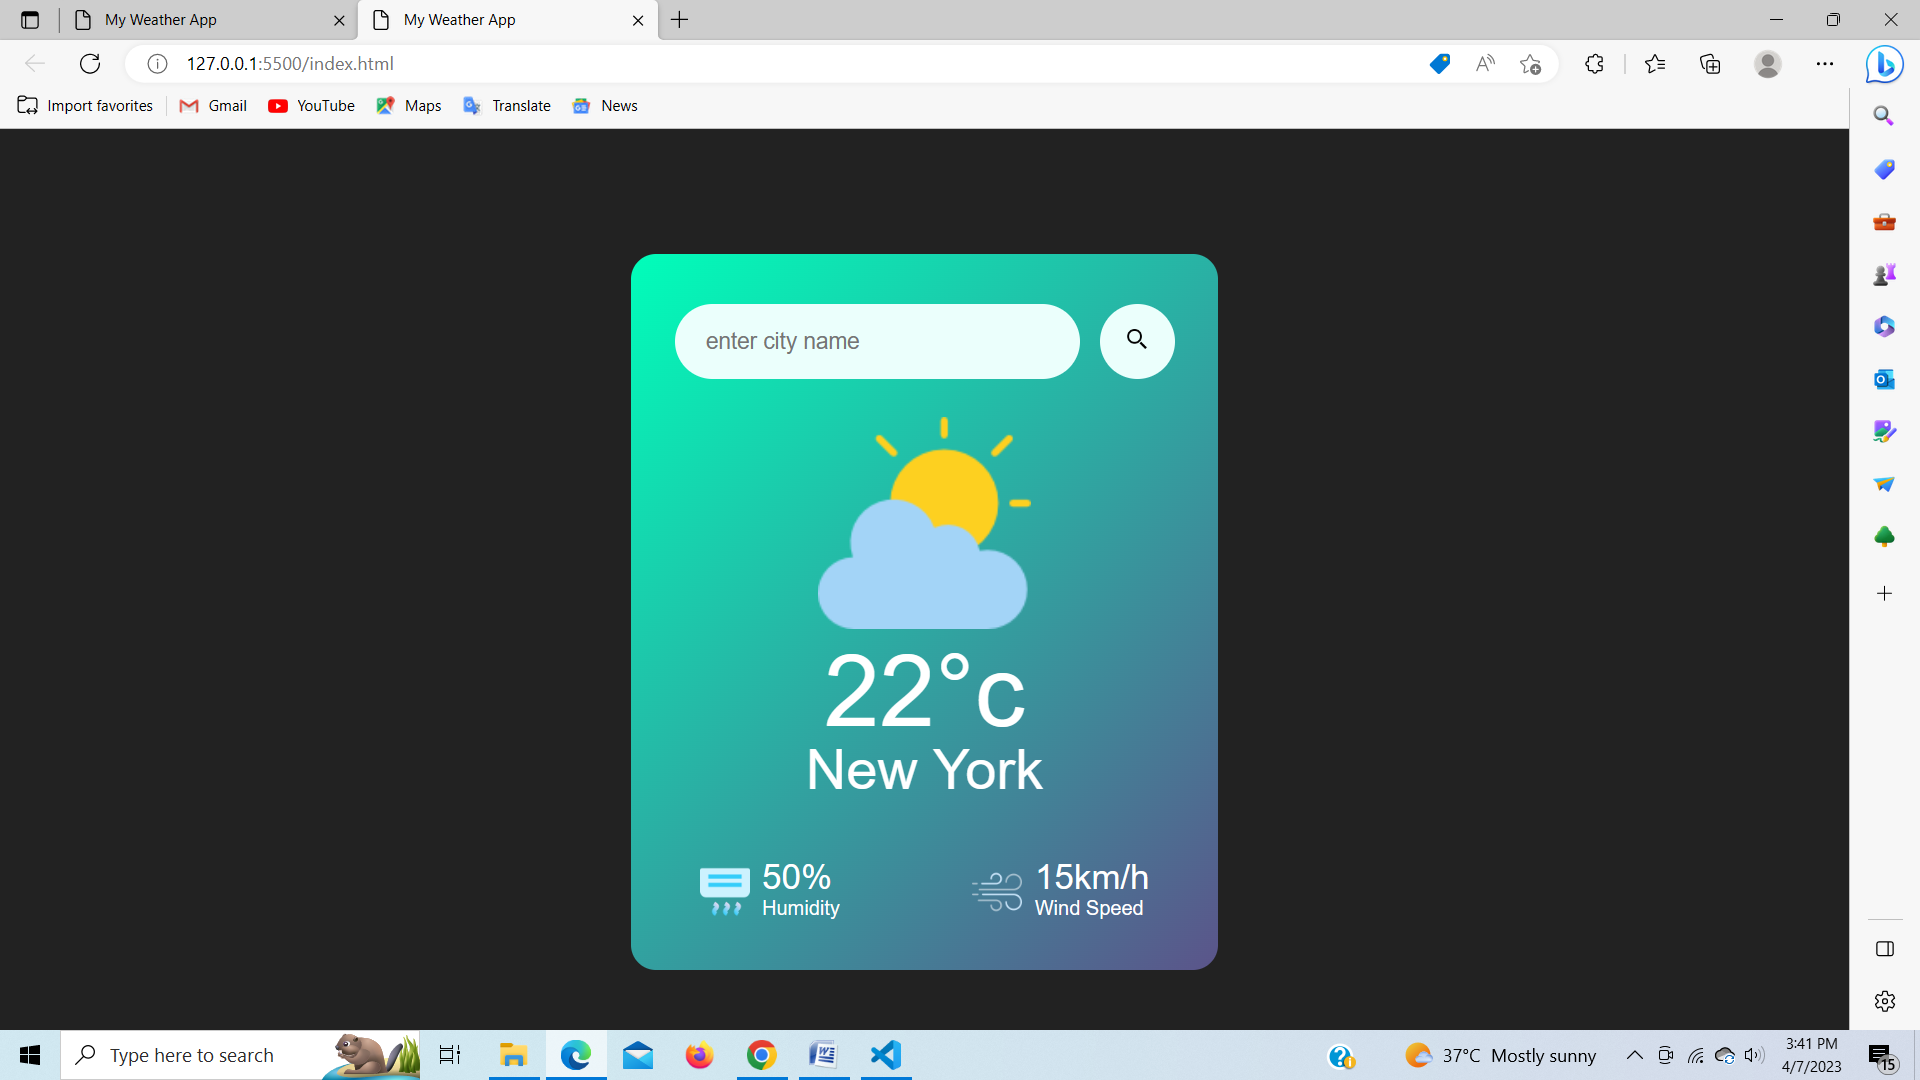 My Weather App
My Weather App
127.0.0.1:5500/index.html
Import favorites Gmail YouTube Maps Translate News
enter city name
22°c
New York
50%
Humidity
15km/h
Wind Speed
Type here to search
37°C Mostly sunny
3:41 PM
4/7/2023
15